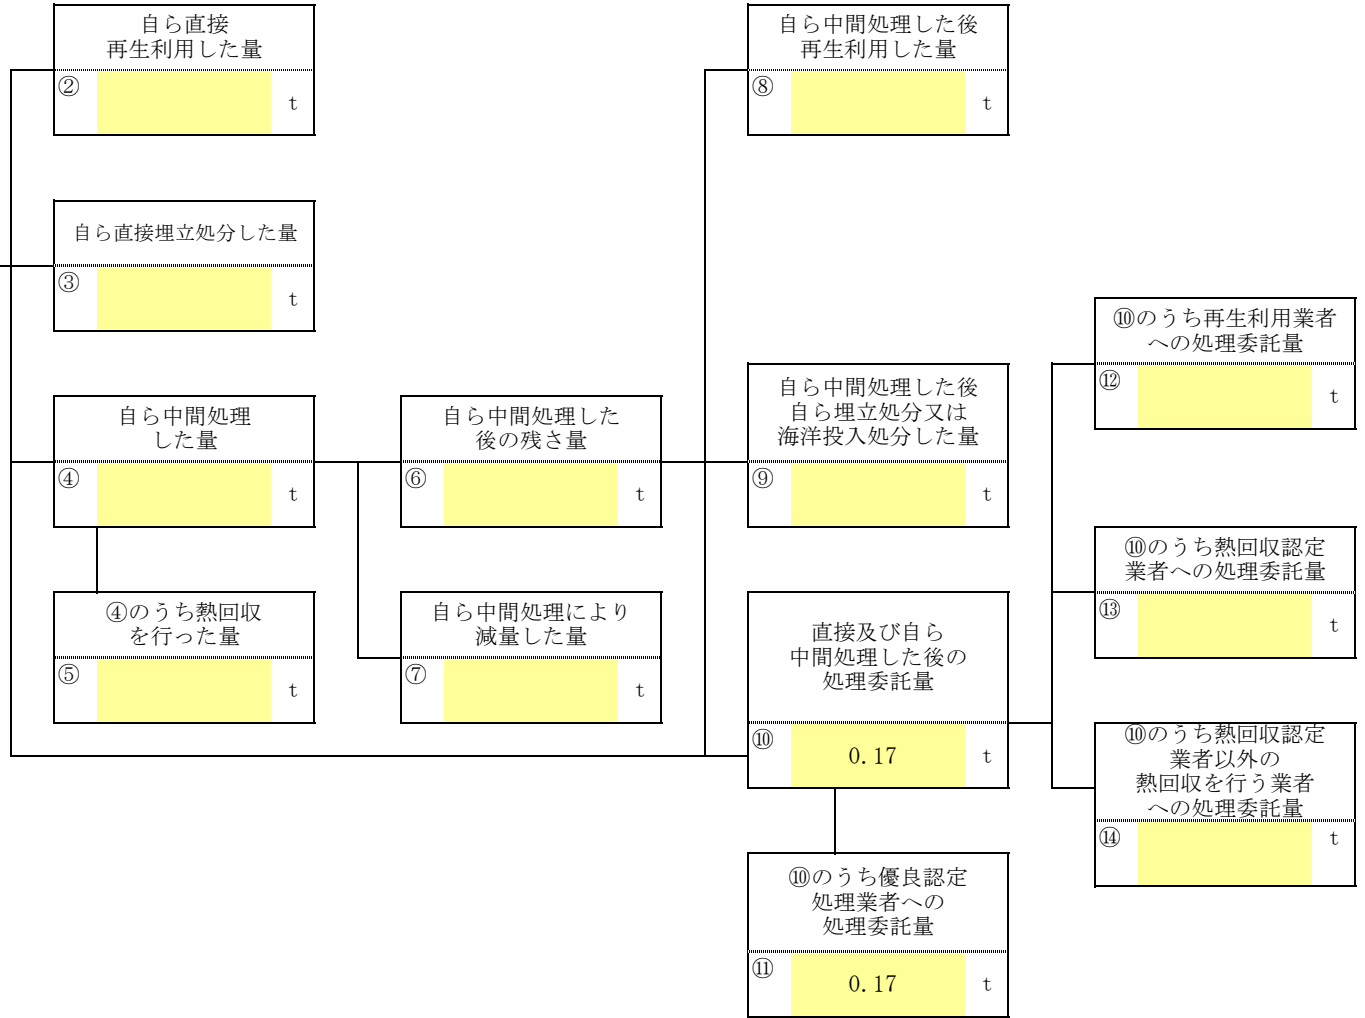 自ら直接
再生利用した量
② t
自ら中間処理した後
再生利用した量
⑧ t
自ら直接埋立処分した量
③ t
⑩のうち再生利用業者
への処理委託量
⑫ t
自ら中間処理
した量
④ t
自ら中間処理した
後の残さ量
⑥ t
自ら中間処理した後
自ら埋立処分又は
海洋投入処分した量
⑨ t
⑩のうち熱回収認定
業者への処理委託量
⑬ t
④のうち熱回収
を行った量
⑤ t
自ら中間処理により
減量した量
⑦ t
直接及び自ら
中間処理した後の
処理委託量
⑩ 0.17 t
⑩のうち熱回収認定
業者以外の
熱回収を行う業者
への処理委託量
⑭ t
⑩のうち優良認定
処理業者への
処理委託量
⑪ 0.17 t